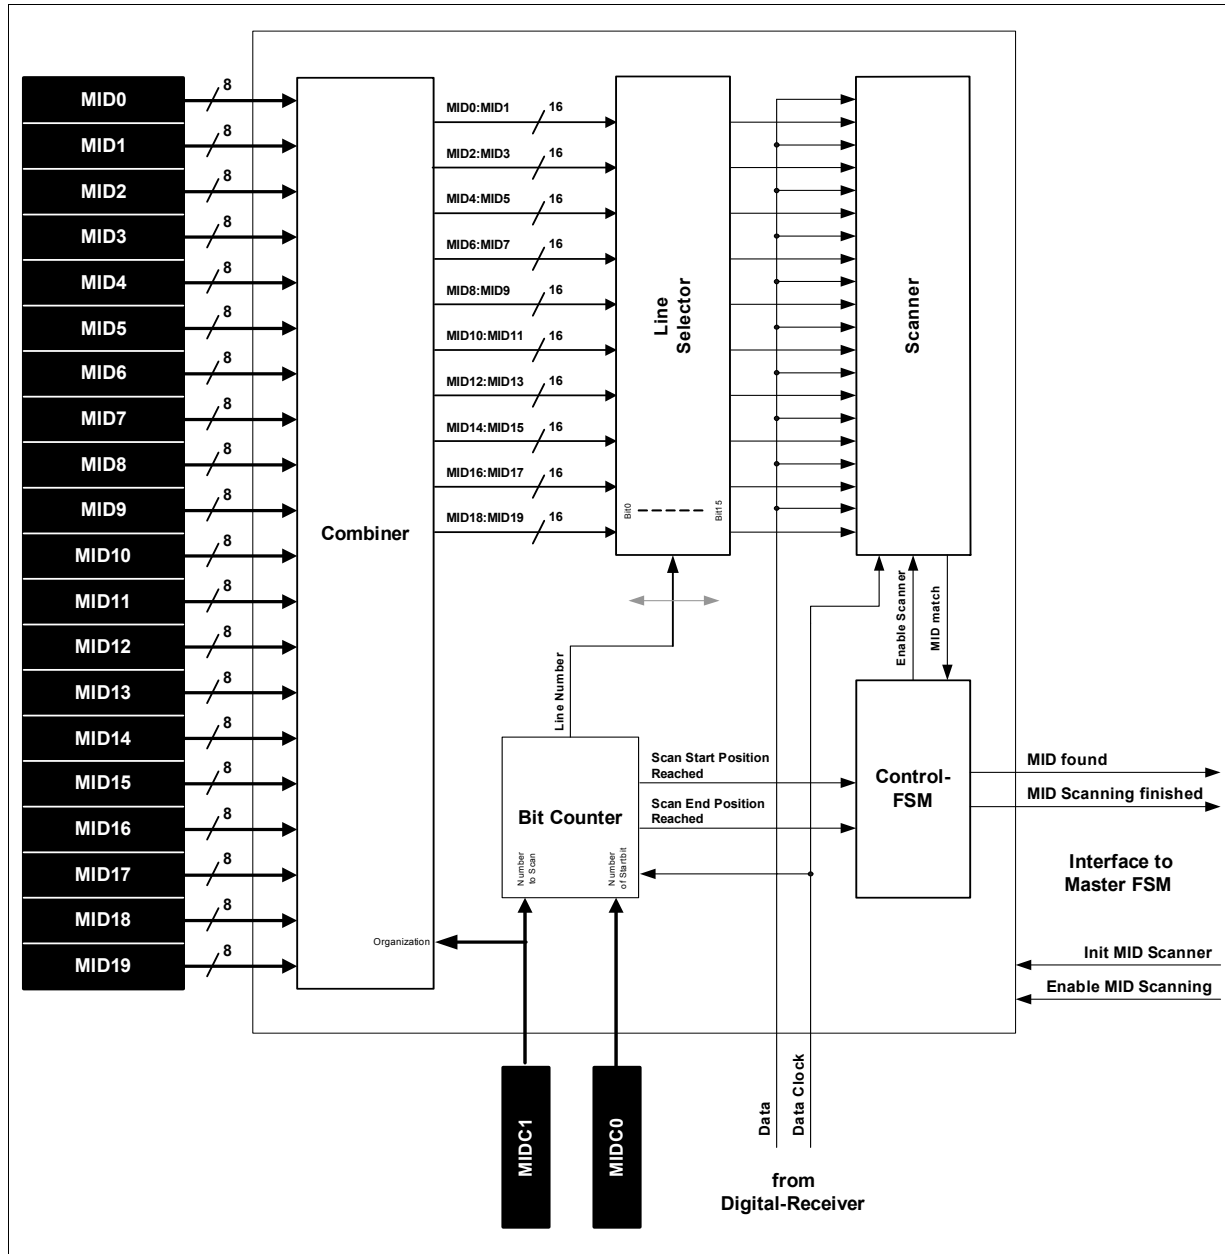 MID0
8
MID1
8
MID2
8
MID3
8
MID4
8
MID5
8
MID6
8
MID7
8
MID8
8
MID9
8
MID10
8
MID11
8
MID12
8
MID13
8
MID14
8
MID15
8
MID16
8
MID17
8
MID18
8
MID19
8
Combiner
Organization
MID0:MID1
16
MID2:MID3
16
MID4:MID5
16
MID6:MID7
16
MID8:MID9
16
MID10:MID11
16
MID12:MID13
16
MID14:MID15
16
MID16:MID17
16
MID18:MID19
16
Line
Selector
Bit0
Bit15
Scanner
Line Number
Enable Scanner
MID match
Bit Counter
Number
to Scan
Number
of Startbit
Scan Start Position
Reached
Scan End Position
Reached
Control-
FSM
MID found
MID Scanning finished
Interface to
Master FSM
Init MID Scanner
Enable MID Scanning
MIDC1
MIDC0
Data
Data Clock
from
Digital-Receiver